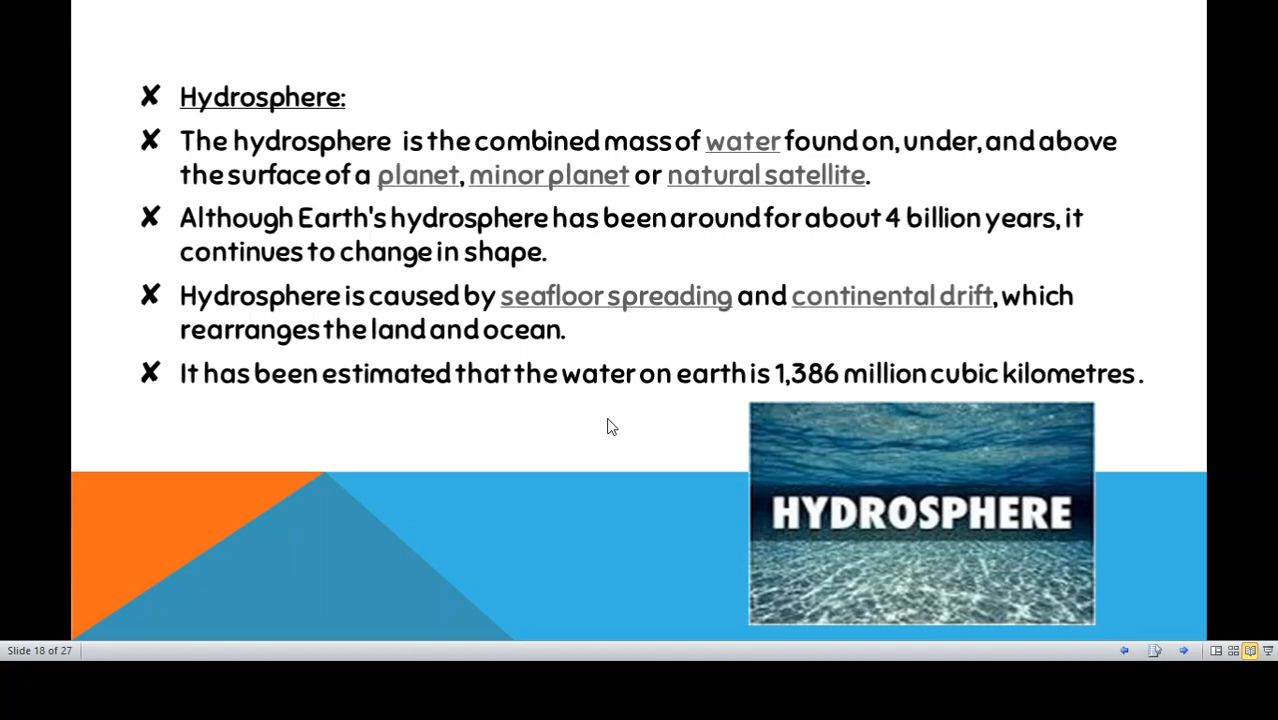 ✘ Hydrosphere:
✘ The hydrosphere is the combined mass of water found on, under, and above
the surface of a planet, minor planet or natural satellite.
✘ Although Earth's hydrosphere has been around for about 4 billion years, it
continues to change in shape.
✘ Hydrosphere is caused by seafloor spreading and continental drift, which
rearranges the land and ocean.
✘ It has been estimated that the water on earth is 1,386 million cubic kilometres .
HYDROSPHERE
Slide 18 of 27